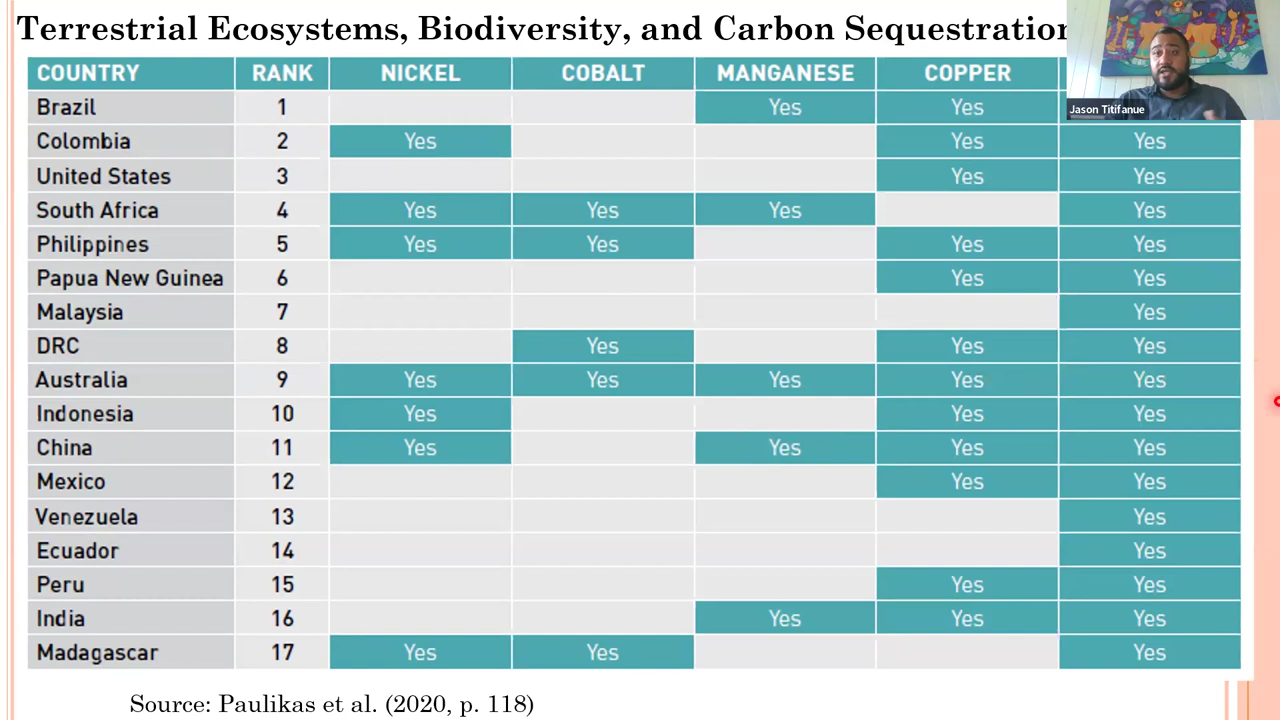 Terrestrial Ecosystems, Biodiversity, and Carbon Sequestration
Jason Titifanue
COUNTRY RANK NICKEL COBALT MANGANESE COPPER
Brazil 1 Yes Yes
Colombia 2 Yes Yes Yes
United States 3 Yes Yes
South Africa 4 Yes Yes Yes Yes
Philippines 5 Yes Yes Yes Yes
Papua New Guinea 6 Yes Yes
Malaysia 7 Yes
DRC 8 Yes Yes Yes
Australia 9 Yes Yes Yes Yes Yes
Indonesia 10 Yes Yes Yes
China 11 Yes Yes Yes Yes
Mexico 12 Yes Yes
Venezuela 13 Yes
Ecuador 14 Yes
Peru 15 Yes Yes
India 16 Yes Yes Yes
Madagascar 17 Yes Yes Yes
Source: Paulikas et al. (2020, p. 118)